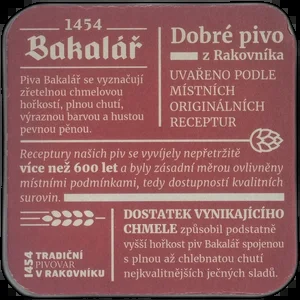 1454
Bakalář
Piva Bakalář se vyznačují
zřetelnou chmelovou
hořkostí, plnou chutí,
výraznou barvou a hustou
pevnou pěnou.
Dobré pivo
z Rakovníka
UVAŘENO PODLE
MÍSTNÍCH
ORIGINÁLNÍCH
RECEPTUR
Receptury našich piv se vyvíjely nepřetržitě
více než 600 let a byly zásadní měrou ovlivněny
místními podmínkami, tedy dostupností kvalitních
surovin.
1454
TRADIČNÍ
PIVOVAR
V RAKOVNÍKU
DOSTATEK VYNIKAJÍCÍHO
CHMELE způsobil podstatně
vyšší hořkost piv Bakalář spojenou
s plnou až chlebnatou chutí
nejkvalitnějších ječných sladů.